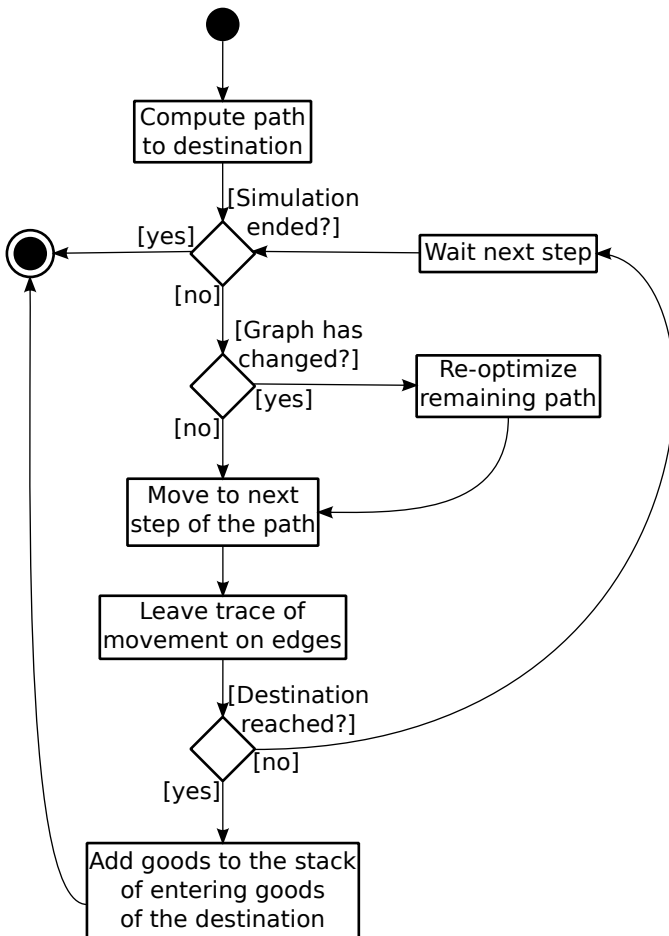 Compute path
to destination
[Simulation
ended?]
[yes]
Wait next step
[no]
[Graph has
changed?]
[yes]
Re-optimize
remaining path
[no]
Move to next
step of the path
Leave trace of
movement on edges
[Destination
reached?]
[no]
[yes]
Add goods to the stack
of entering goods
of the destination